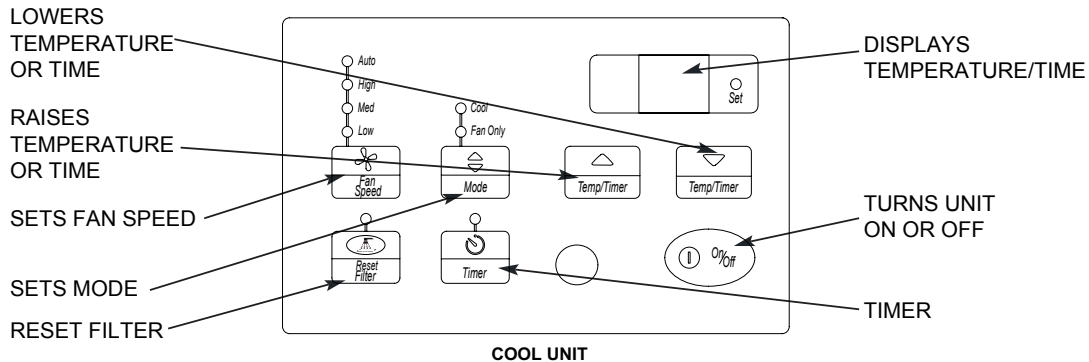 LOWERS
TEMPERATURE
OR TIME
RAISES
TEMPERATURE
OR TIME
SETS FAN SPEED
SETS MODE
RESET FILTER
Auto
High
Med
Low
Fan
Speed
Cool
Fan Only
Mode
Temp/Timer
Temp/Timer
Set
Reset
Filter
Timer
On/Off
DISPLAYS
TEMPERATURE/TIME
TURNS UNIT
ON OR OFF
TIMER
COOL UNIT